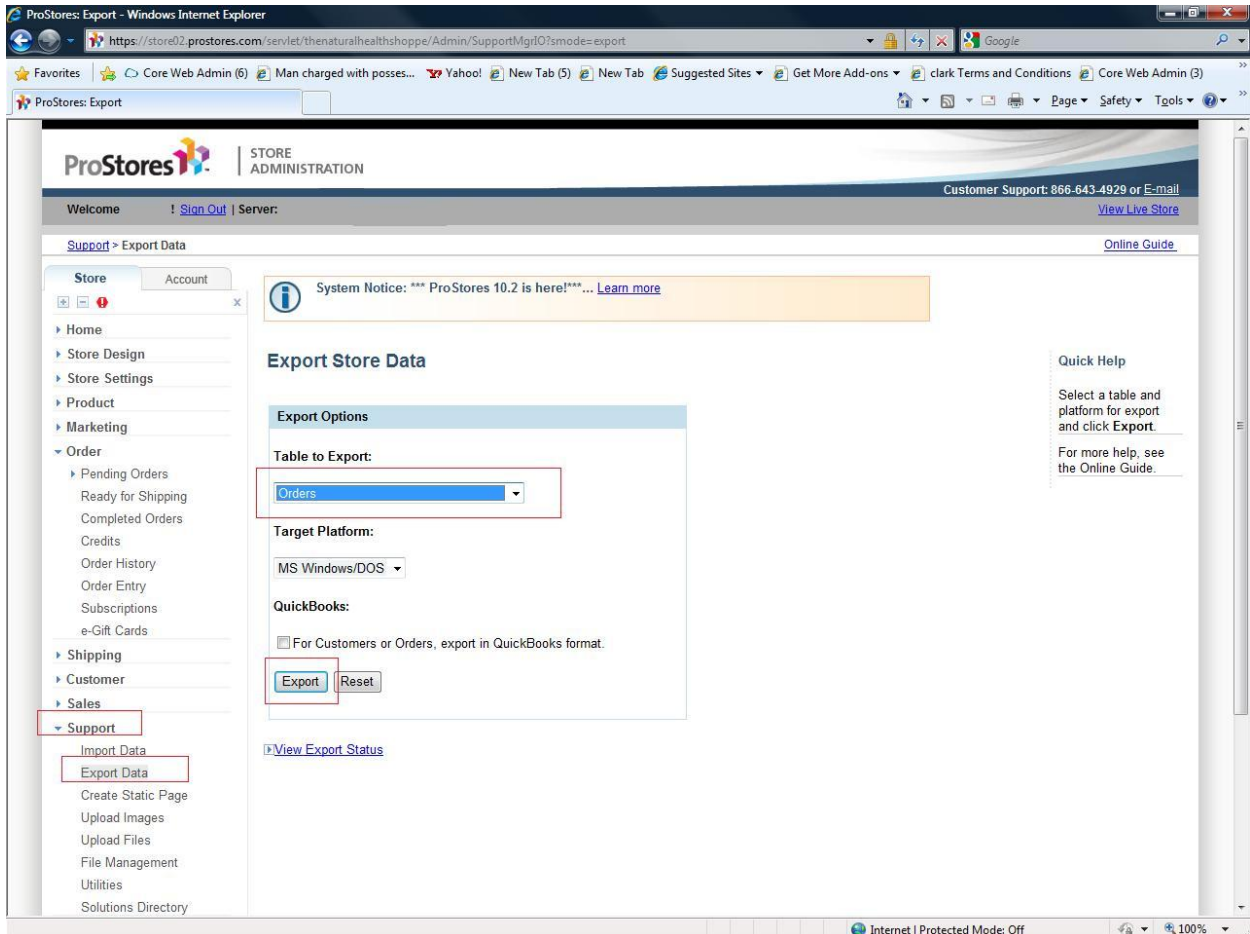 ProStores: Export - Windows Internet Explorer
https://store02.prostores.com/servlet/thenaturalhealthshoppe/Admin/SupportMgrIO?smode=export
Google
Favorites Core Web Admin (6) Man charged with posses... Yahoo! New Tab (5) New Tab Suggested Sites Get More Add-ons clark Terms and Conditions Core Web Admin (3)
ProStores: Export
Page Safety Tools
ProStores
STORE
ADMINISTRATION
Customer Support: 866-643-4929 or E-mail
Welcome ! Sign Out | Server:
View Live Store
Support > Export Data
Online Guide
Store Account
Home
Store Design
Store Settings
Product
Marketing
Order
Pending Orders
Ready for Shipping
Completed Orders
Credits
Order History
Order Entry
Subscriptions
e-Gift Cards
Shipping
Customer
Sales
Support
Import Data
Export Data
Create Static Page
Upload Images
Upload Files
File Management
Utilities
Solutions Directory
System Notice: *** ProStores 10.2 is here!***... Learn more
Export Store Data
Export Options
Table to Export:
Orders
Target Platform:
MS Windows/DOS
QuickBooks:
For Customers or Orders, export in QuickBooks format.
Export Reset
View Export Status
Quick Help
Select a table and
platform for export
and click Export.
For more help, see
the Online Guide.
Internet | Protected Mode: Off
100%